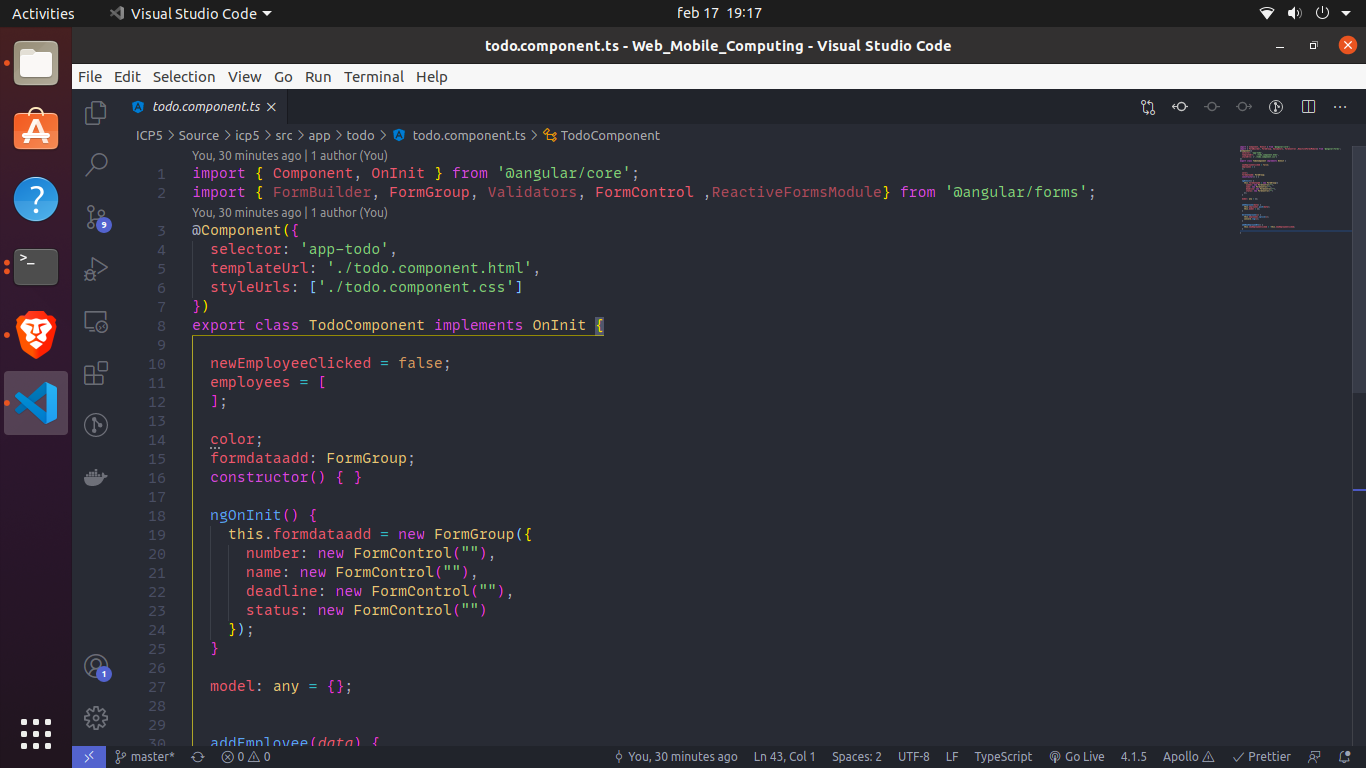 Activities Visual Studio Code feb 17 19:17
todo.component.ts - Web_Mobile_Computing - Visual Studio Code
File Edit Selection View Go Run Terminal Help
todo.component.ts
ICP5 > Source > icp5 > src > app > todo > todo.component.ts > TodoComponent
You, 30 minutes ago | 1 author (You)
1 import { Component, OnInit } from '@angular/core';
2 import { FormBuilder, FormGroup, Validators, FormControl ,ReactiveFormsModule} from '@angular/forms';
You, 30 minutes ago | 1 author (You)
3 @Component({
4 selector: 'app-todo',
5 templateUrl: './todo.component.html',
6 styleUrls: ['./todo.component.css']
7 })
8 export class TodoComponent implements OnInit {
9
10 newEmployeeClicked = false;
11 employees = [
12 ];
13
14 color;
15 formdataadd: FormGroup;
16 constructor() { }
17
18 ngOnInit() {
19 this.formdataadd = new FormGroup({
20 number: new FormControl(""),
21 name: new FormControl(""),
22 deadline: new FormControl(""),
23 status: new FormControl("")
24 });
25 }
26
27 model: any = {};
28
29
30 addEmployee(data) {
9
1
master* 0 0 You, 30 minutes ago Ln 43, Col 1 Spaces: 2 UTF-8 LF TypeScript Go Live 4.1.5 Apollo Prettier